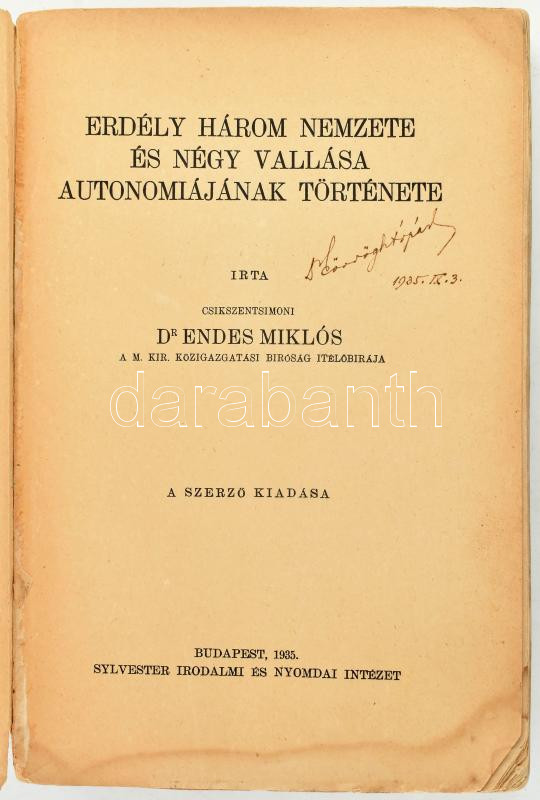 ERDÉLY HÁROM NEMZETE
ÉS NÉGY VALLÁSA
AUTONOMIÁJÁNAK TÖRTÉNETE
IRTA
Dr
1935. IX. 3.
CSIKSZENTSIMONI
DR ENDES MIKLÓS
A M. KIR. KÖZIGAZGATÁSI BIRÓSÁG ITÉLŐBIRÁJA
darabanth
A SZERZŐ KIADÁSA
BUDAPEST, 1935.
SYLVESTER IRODALMI ÉS NYOMDAI INTÉZET